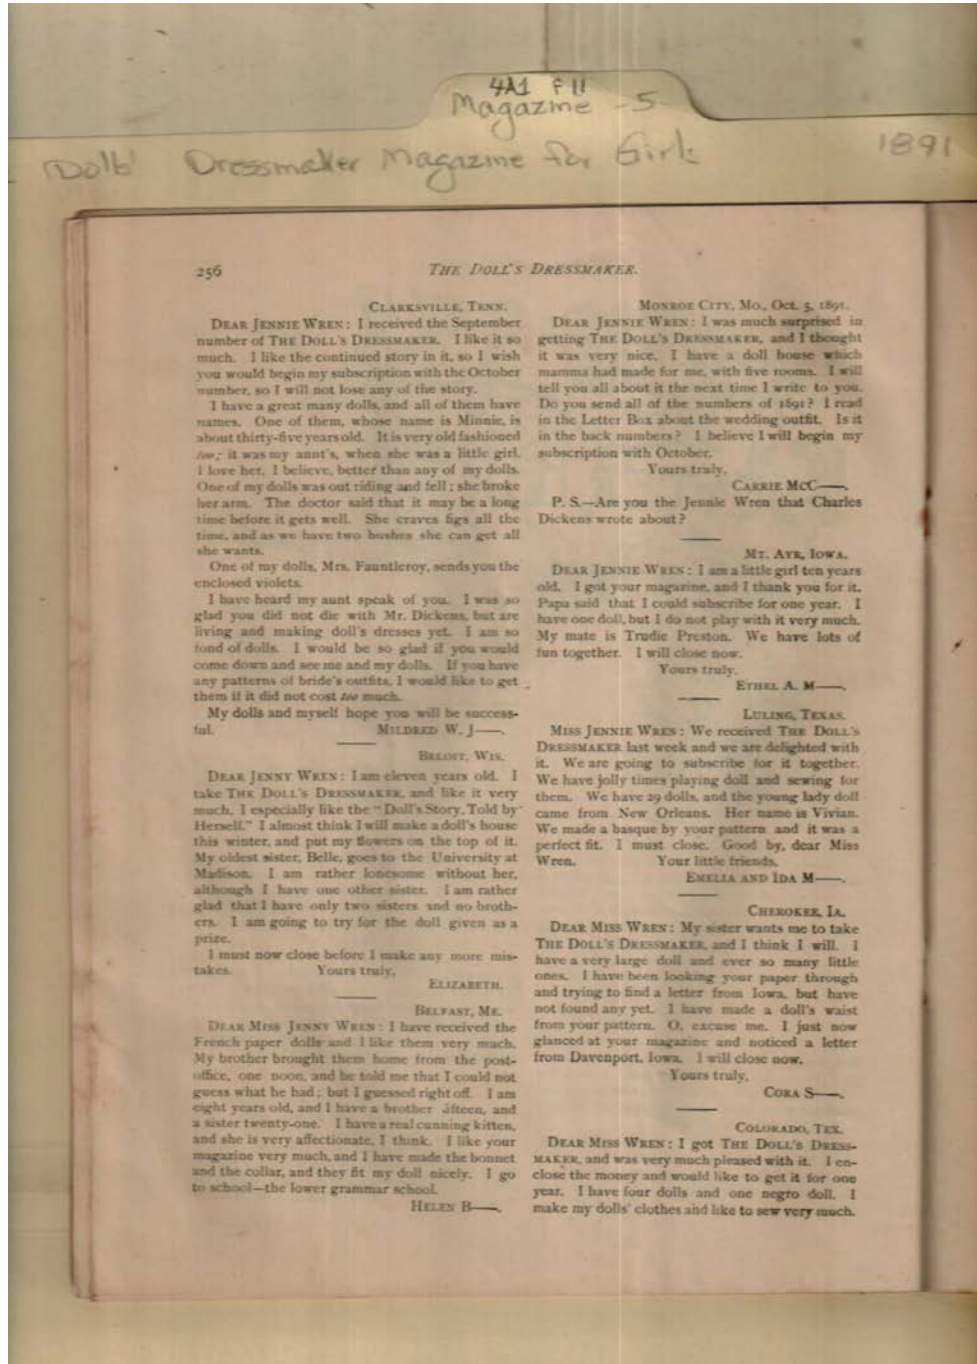 4A1 F11
Magazine -5
Dolls' Dressmaker Magazine for Girls 1891
256
THE DOLL'S DRESSMAKER.
CLARKSVILLE, TENN.
DEAR JENNIE WREN: I received the September
number of THE DOLL'S DRESSMAKER. I like it so
much. I like the continued story in it, so I wish
you would begin my subscription with the October
number, so I will not lose any of the story.
I have a great many dolls, and all of them have
names. One of them, whose name is Minnie, is
about thirty-five years old. It is very old fashioned
too; it was my aunt's, when she was a little girl.
I love her, I believe, better than any of my dolls.
One of my dolls was out riding and fell; she broke
her arm. The doctor said that it may be a long
time before it gets well. She craves figs all the
time, and as we have two bushes she can get all
she wants.
One of my dolls, Mrs. Fauntleroy, sends you the
enclosed violets.
I have heard my aunt speak of you. I was so
glad you did not die with Mr. Dickens, but are
living and making doll's dresses yet. I am so
fond of dolls. I would be so glad if you would
come down and see me and my dolls. If you have
any patterns of bride's outfits, I would like to get
them if it did not cost too much.
My dolls and myself hope you will be success-
ful. MILDRED W. J——.
BELOIT, WIS.
DEAR JENNY WREN: I am eleven years old. I
take THE DOLL'S DRESSMAKER, and like it very
much. I especially like the "Doll's Story, Told by
Herself." I almost think I will make a doll's house
this winter, and put my flowers on the top of it.
My oldest sister, Belle, goes to the University at
Madison. I am rather lonesome without her,
although I have one other sister. I am rather
glad that I have only two sisters and no broth-
ers. I am going to try for the doll given as a
prize.
I must now close before I make any more mis-
takes. Yours truly,
ELIZABETH.
BELFAST, ME.
DEAR MISS JENNY WREN: I have received the
French paper dolls and I like them very much.
My brother brought them home from the post-
office, one noon, and he told me that I could not
guess what he had; but I guessed right off. I am
eight years old, and I have a brother fifteen, and
a sister twenty-one. I have a real cunning kitten,
and she is very affectionate, I think. I like your
magazine very much, and I have made the bonnet
and the collar, and they fit my doll nicely. I go
to school—the lower grammar school.
HELEN B——.
MONROE CITY, MO., Oct. 5, 1891.
DEAR JENNIE WREN: I was much surprised in
getting THE DOLL'S DRESSMAKER, and I thought
it was very nice. I have a doll house which
mamma had made for me, with five rooms. I will
tell you all about it the next time I write to you.
Do you send all of the numbers of 1891? I read
in the Letter Box about the wedding outfit. Is it
in the back numbers? I believe I will begin my
subscription with October.
Yours truly,
CARRIE McC——.
P. S.—Are you the Jennie Wren that Charles
Dickens wrote about?
MT. AYR, IOWA.
DEAR JENNIE WREN: I am a little girl ten years
old. I got your magazine, and I thank you for it.
Papa said that I could subscribe for one year. I
have one doll, but I do not play with it very much.
My mate is Trudie Preston. We have lots of
fun together. I will close now.
Yours truly,
ETHEL A. M——.
LULING, TEXAS.
MISS JENNIE WREN: We received THE DOLL'S
DRESSMAKER last week and we are delighted with
it. We are going to subscribe for it together.
We have jolly times playing doll and sewing for
them. We have 29 dolls, and the young lady doll
came from New Orleans. Her name is Vivian.
We made a basque by your pattern and it was a
perfect fit. I must close. Good by, dear Miss
Wren. Your little friends,
EMELIA AND IDA M——.
CHEROKEE, IA.
DEAR MISS WREN: My sister wants me to take
THE DOLL'S DRESSMAKER, and I think I will. I
have a very large doll and ever so many little
ones. I have been looking your paper through
and trying to find a letter from Iowa, but have
not found any yet. I have made a doll's waist
from your pattern. O, excuse me, I just now
glanced at your magazine and noticed a letter
from Davenport, Iowa. I will close now.
Yours truly,
CORA S——.
COLORADO, TEX.
DEAR MISS WREN: I got THE DOLL'S DRESS-
MAKER, and was very much pleased with it. I en-
close the money and would like to get it for one
year. I have four dolls and one negro doll. I
make my dolls' clothes and like to sew very much.